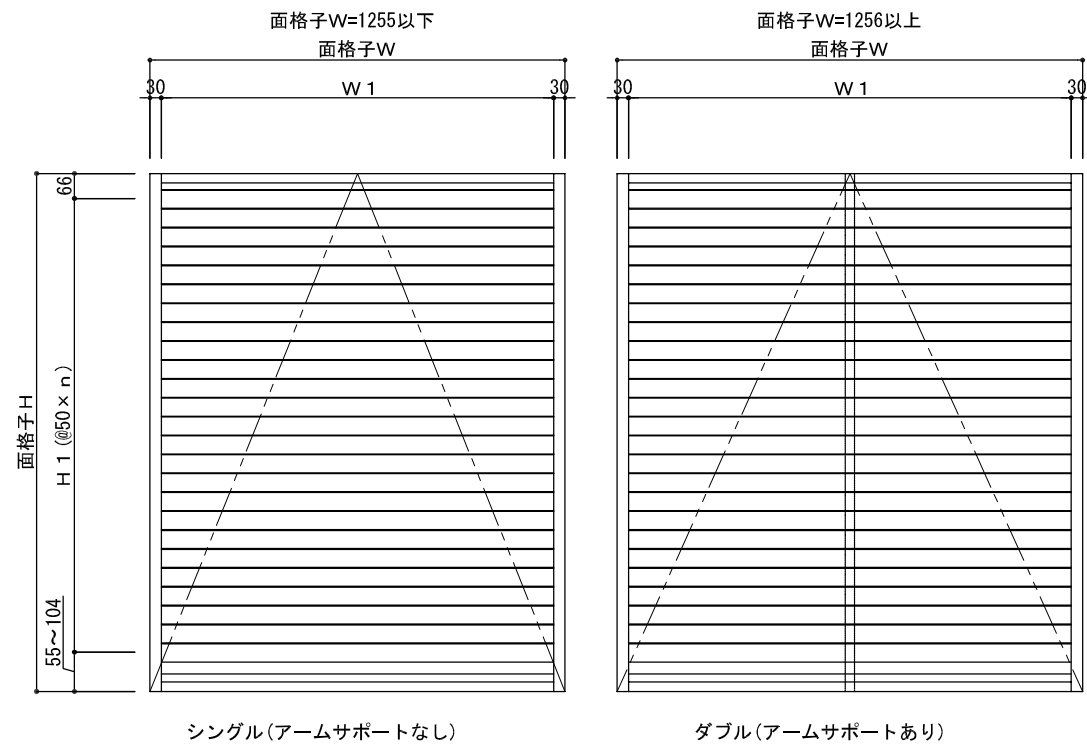 面格子W=1255以下
面格子W
30
W1
30
面格子W=1256以上
面格子W
30
W1
30
66
面格子H
H1(@50×n)
55～104
シングル(アームサポートなし)
ダブル(アームサポートあり)